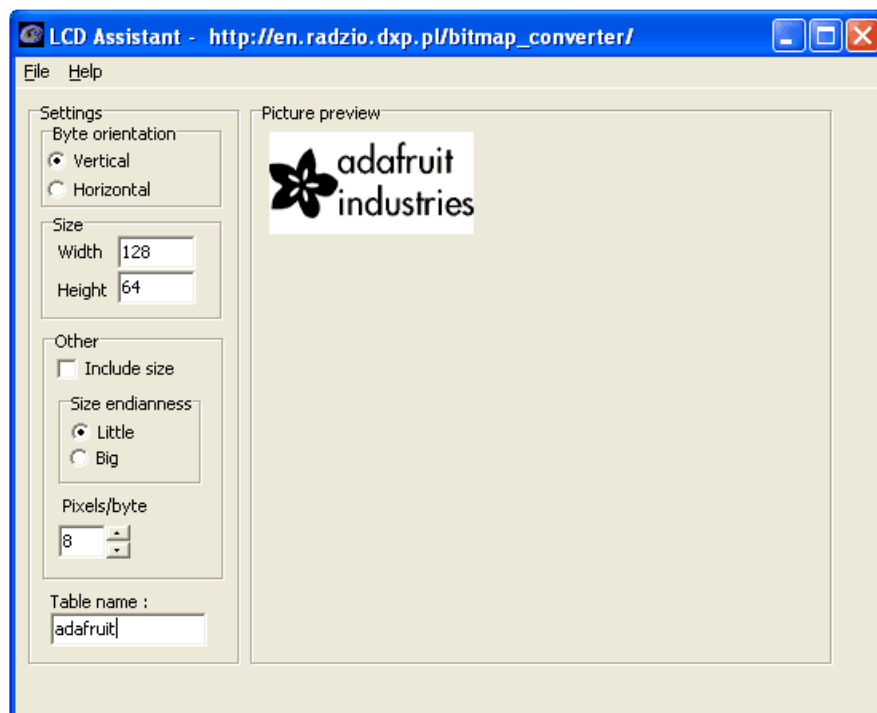 LCD Assistant - http://en.radzio.dxp.pl/bitmap_converter/
File Help
Settings
Byte orientation
Vertical
Horizontal
Size
Width 128
Height 64
Other
Include size
Size endianness
Little
Big
Pixels/byte
8
Table name :
adafruit
Picture preview
adafruit
industries